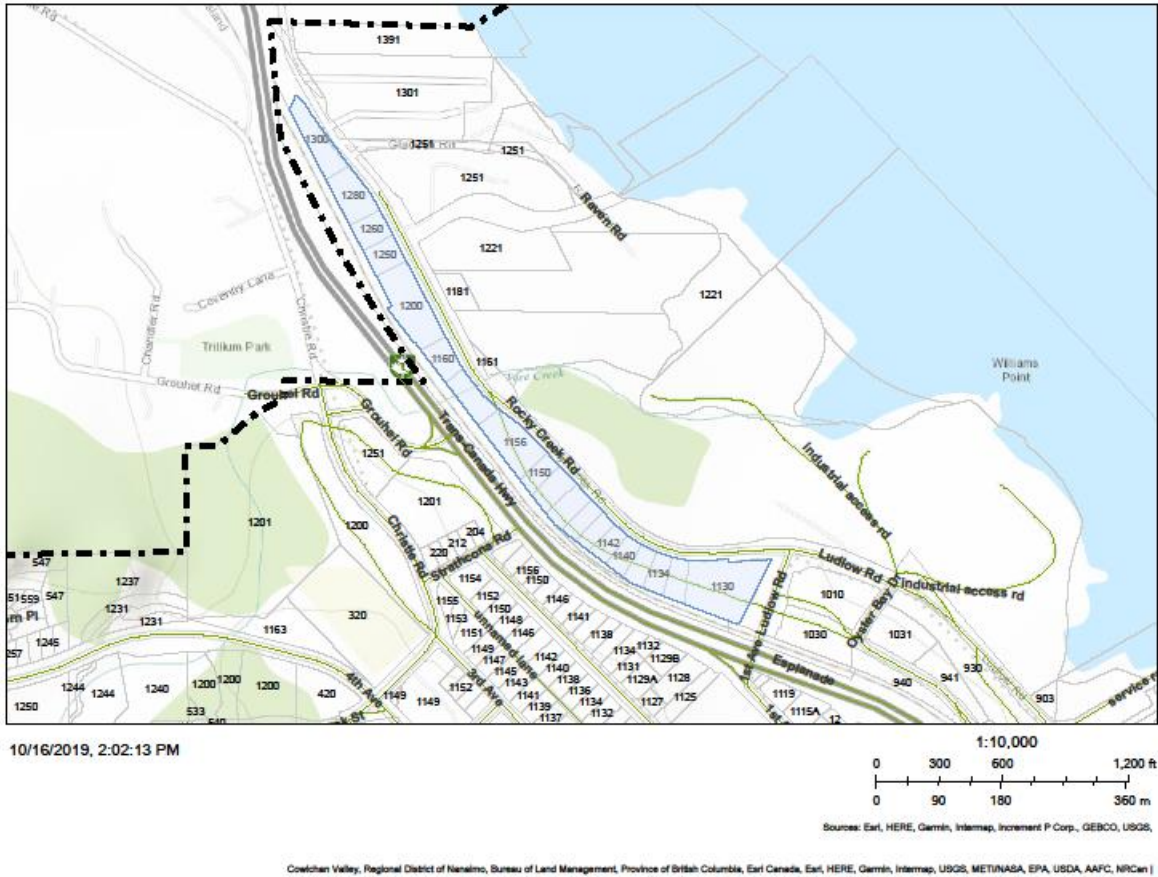 1391
1301
1300
1251
1251
1251
Raven Rd
1280
1260
1250
1221
1221
1181
1200
1160
1161
Coventry Lane
Chandler Rd
Christie Rd
Trillium Park
Williams
Point
Grouhel Rd
Grouhel Rd
Grouhel Rd
Trans-Canada Hwy
Rocky Creek Rd
1156
1150
1251
1201
1201
1200
Christie Rd
204
212
220
Strathcona Rd
1142
1140
1134
1130
Industrial access rd
Ludlow Rd
industrial access rd
1010
1030
1031
Oyster Bay D
1st Ave
Ludlow Rd
Esplanade
930
941
940
903
service r
547
547
559
1237
1231
1231
1245
257
1163
320
1244
1244
1240
1250
1200
1200
1200
533
420
4th Ave
1149
1149
1152
3rd Ave
1154
1155
1153
1151
1149
1147
1145
1143
1141
1139
1137
1152
1150
1148
1146
unnamed lane
1142
1140
1138
1136
1134
1132
1156
1150
1146
1141
1138
1134
1132
1131
1129B
1129A
1128
1127
1125
1119
1115A
12
10/16/2019, 2:02:13 PM
1:10,000
0 300 600 1,200 ft
0 90 180 360 m
Sources: Esri, HERE, Garmin, Intermap, Increment P Corp., GEBCO, USGS,
Cowichan Valley, Regional District of Nanaimo, Bureau of Land Management, Province of British Columbia, Esri Canada, Esri, HERE, Garmin, Intermap, USGS, METI/NASA, EPA, USDA, AAFC, NRCan |